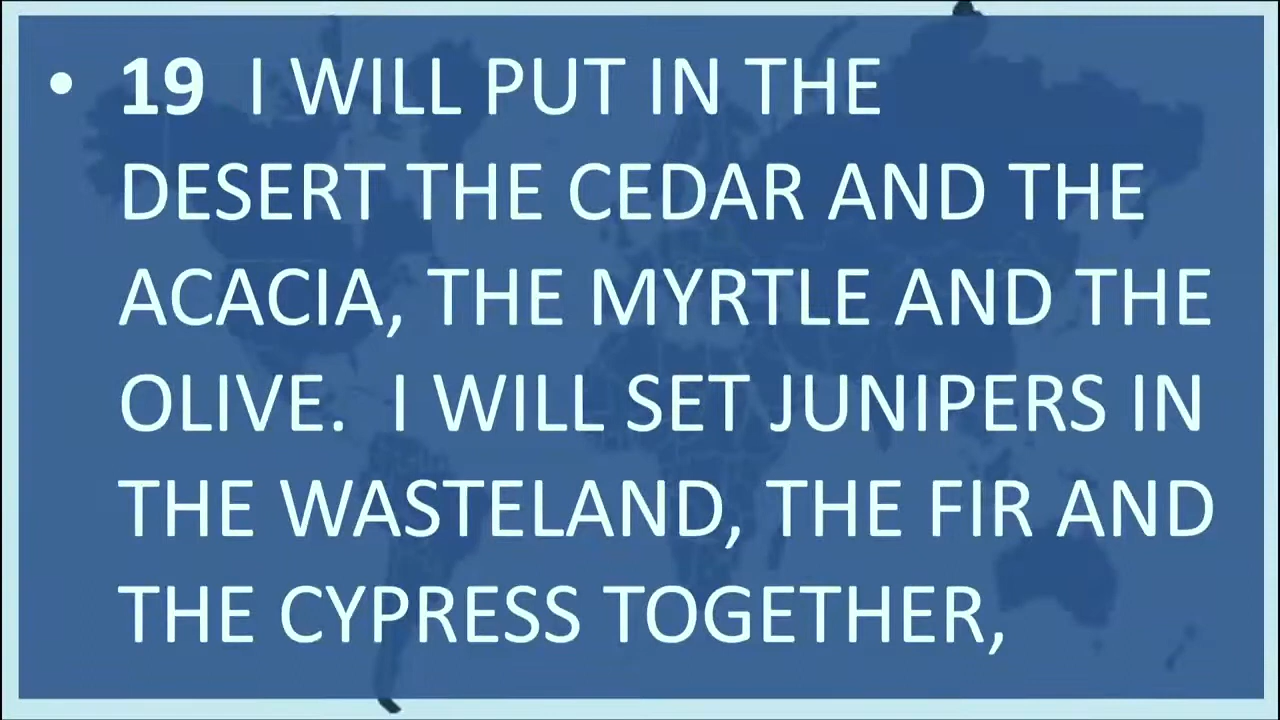 • 19 I WILL PUT IN THE
DESERT THE CEDAR AND THE
ACACIA, THE MYRTLE AND THE
OLIVE. I WILL SET JUNIPERS IN
THE WASTELAND, THE FIR AND
THE CYPRESS TOGETHER,